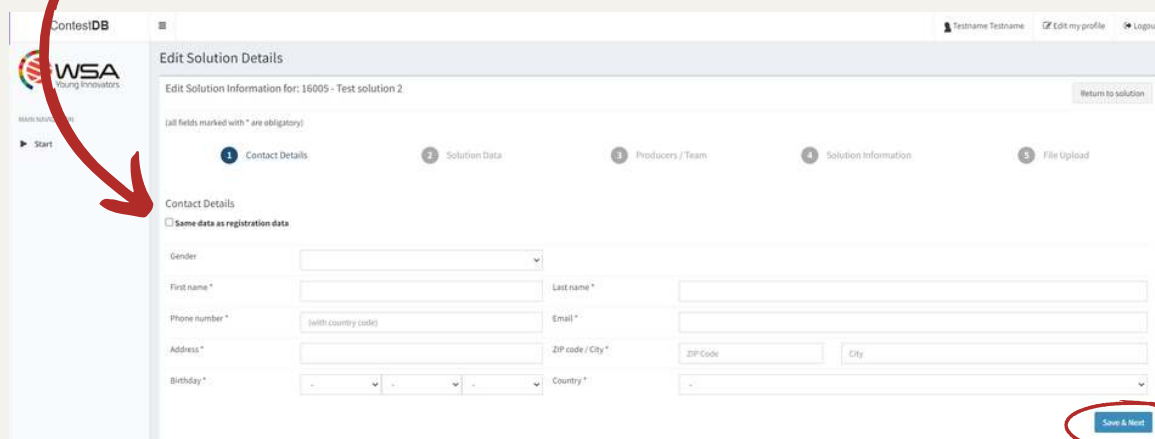 ContestDB
Testname Testname
Edit my profile
Logou
WSA
Young Innovators
MAIN NAVIGATION
Start
Edit Solution Details
Edit Solution Information for: 16005 - Test solution 2
Return to solution
(all fields marked with * are obligatory)
1 Contact Details
2 Solution Data
3 Producers / Team
4 Solution Information
5 File Upload
Contact Details
Same data as registration data
Gender
First name *
Last name *
Phone number *
(with country code)
Email *
Address *
ZIP code / City *
ZIP Code
City
Birthday *
-
-
-
Country *
-
Save & Next